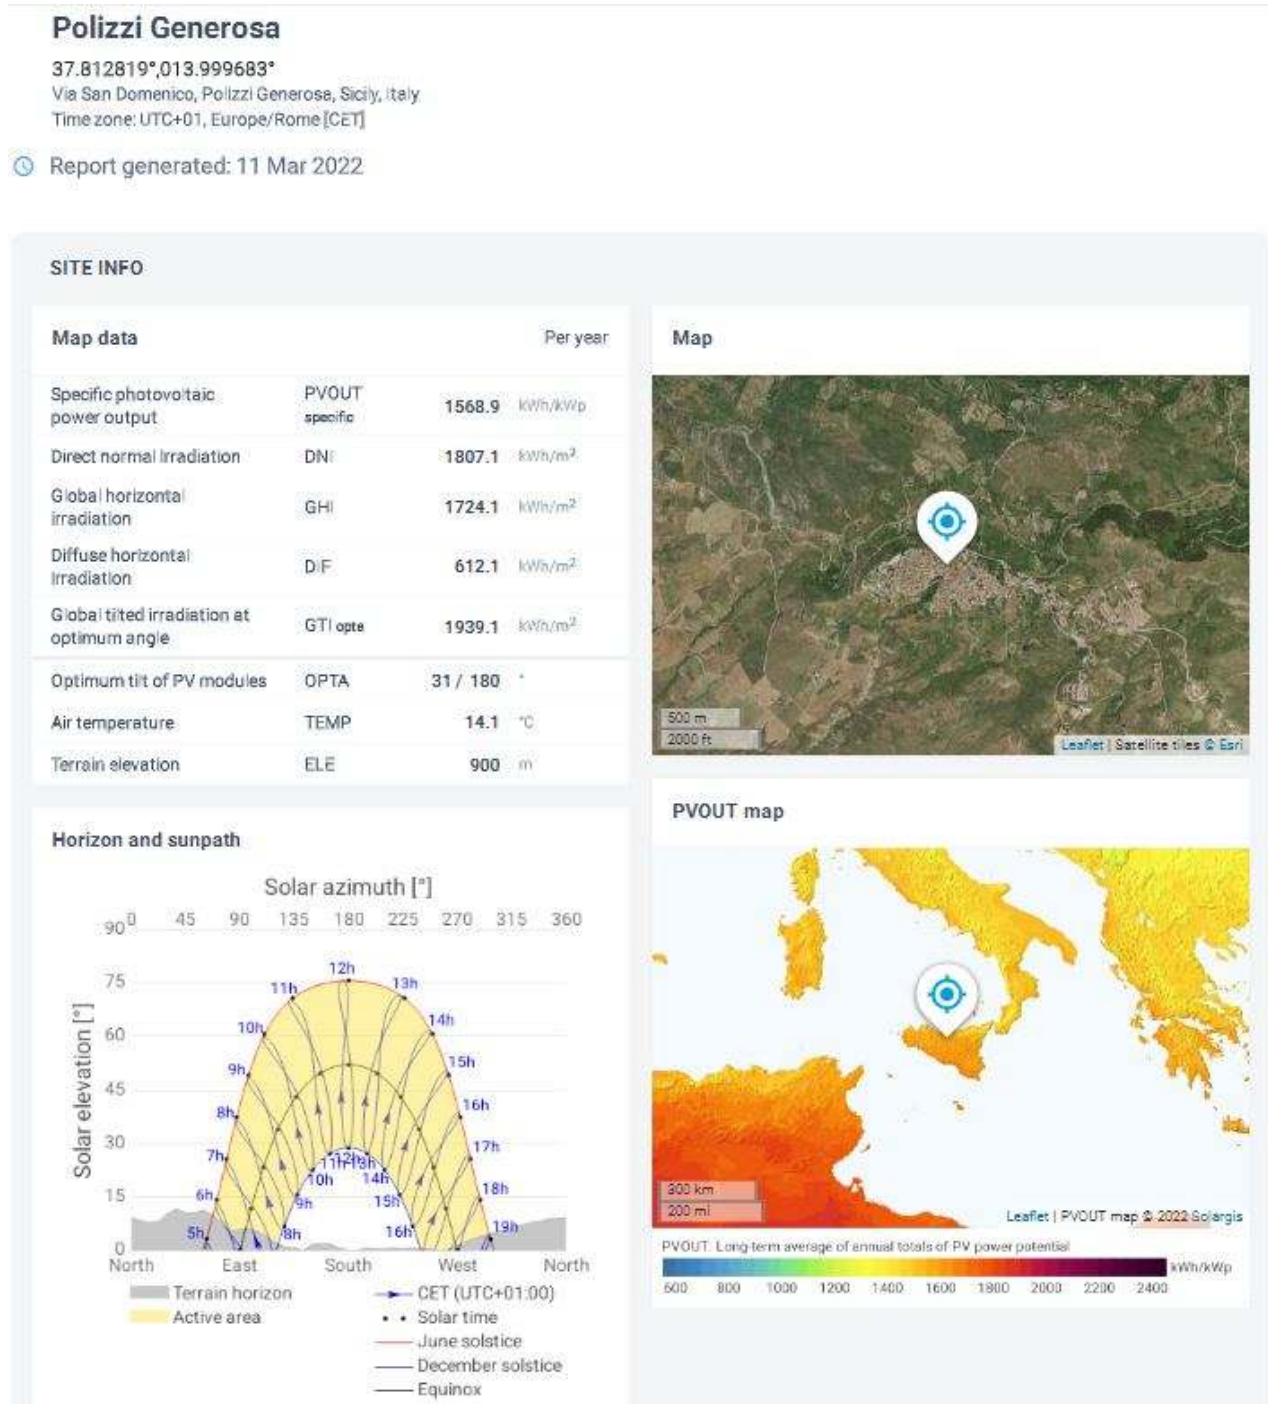 Polizzi Generosa
37.812819°,013.999683°
Via San Domenico, Polizzi Generosa, Sicily, Italy
Time zone: UTC+01, Europe/Rome [CET]
Report generated: 11 Mar 2022
SITE INFO
Map data Per year
Specific photovoltaic power output PVOUT specific 1568.9 kWh/kWp
Direct normal irradiation DNI 1807.1 kWh/m²
Global horizontal irradiation GHI 1724.1 kWh/m²
Diffuse horizontal irradiation DIF 612.1 kWh/m²
Global tilted irradiation at optimum angle GTI opta 1939.1 kWh/m²
Optimum tilt of PV modules OPTA 31 / 180 °
Air temperature TEMP 14.1 °C
Terrain elevation ELE 900 m
Map
500 m
2000 ft
Leaflet | Satellite tiles © Esri
Horizon and sunpath
Solar azimuth [°]
0 45 90 135 180 225 270 315 360
Solar elevation [°]
90
75
60
45
30
15
0
12h
11h 13h
10h 14h
9h 15h
8h 16h
7h 17h
6h 18h
5h 19h
11h 12h 13h
10h 14h
9h 15h
8h 16h
North East South West North
Terrain horizon
Active area
CET (UTC+01:00)
Solar time
June solstice
December solstice
Equinox
PVOUT map
300 km
200 mi
Leaflet | PVOUT map © 2022 Solargis
PVOUT: Long-term average of annual totals of PV power potential
kWh/kWp
600 800 1000 1200 1400 1600 1800 2000 2200 2400